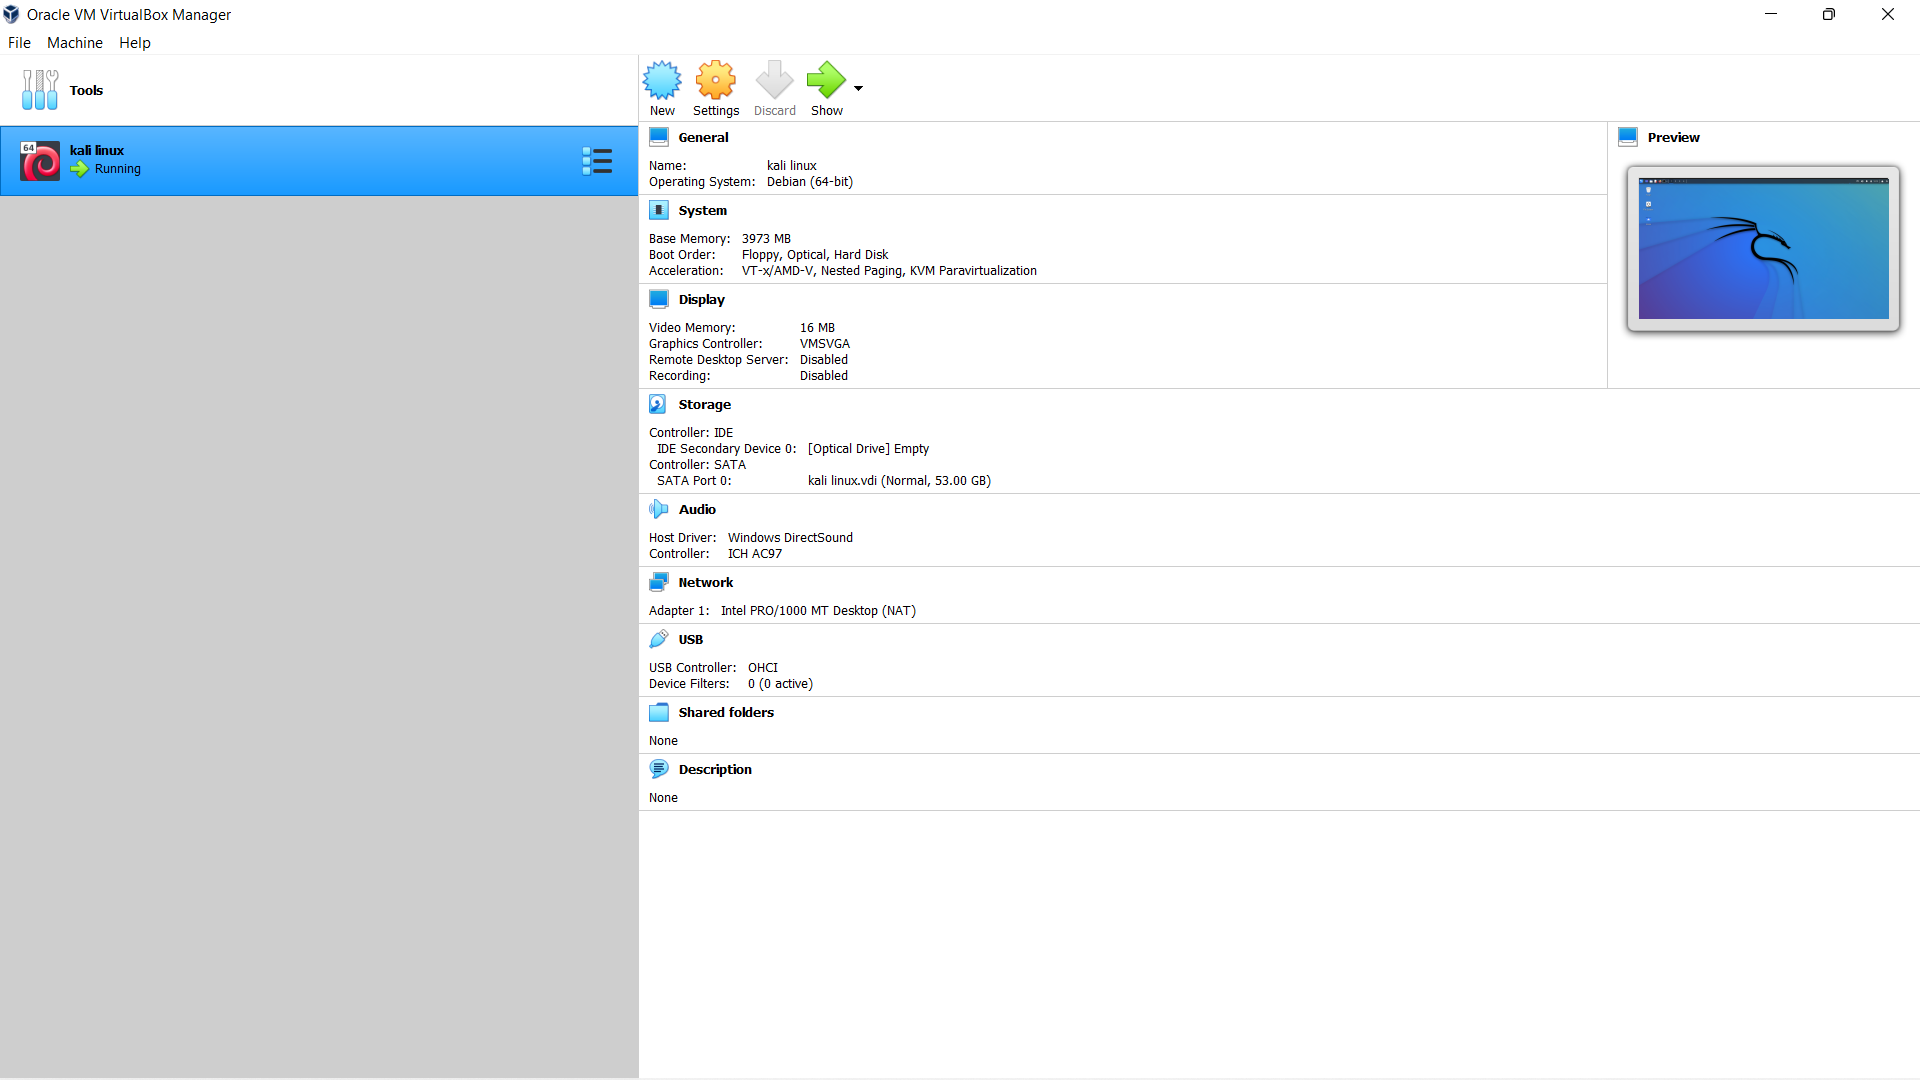 Oracle VM VirtualBox Manager
File Machine Help
Tools
64
kali linux
Running
New Settings Discard Show
General
Name: kali linux
Operating System: Debian (64-bit)
System
Base Memory: 3973 MB
Boot Order: Floppy, Optical, Hard Disk
Acceleration: VT-x/AMD-V, Nested Paging, KVM Paravirtualization
Display
Video Memory: 16 MB
Graphics Controller: VMSVGA
Remote Desktop Server: Disabled
Recording: Disabled
Preview
Storage
Controller: IDE
IDE Secondary Device 0: [Optical Drive] Empty
Controller: SATA
SATA Port 0: kali linux.vdi (Normal, 53.00 GB)
Audio
Host Driver: Windows DirectSound
Controller: ICH AC97
Network
Adapter 1: Intel PRO/1000 MT Desktop (NAT)
USB
USB Controller: OHCI
Device Filters: 0 (0 active)
Shared folders
None
Description
None